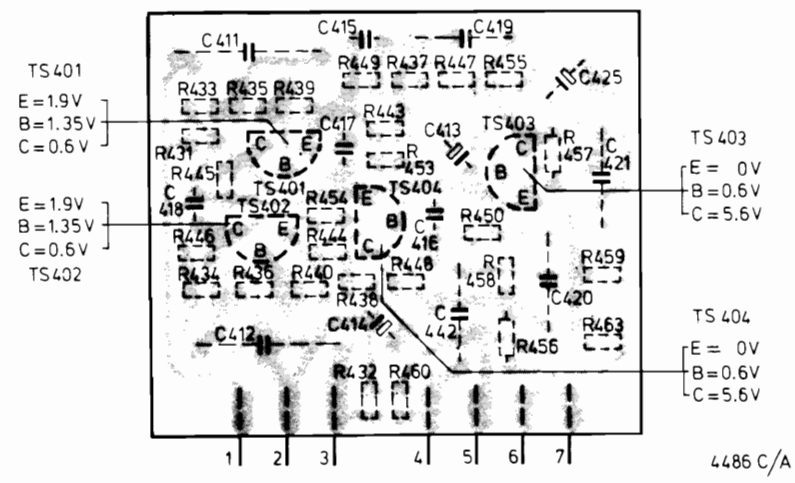 C415
C419
C411
TS401
R449 R437 R447 R455
C425
R433 R435 R439
E=1.9V
B=1.35V
C=0.6V
R443
C417
C413
TS403
R 457
C 421
TS403
R431
C E B
R 453
C B E
E= 0V
B=0.6V
C=5.6V
R445
TS401
TS404
C 418
E=1.9V
B=1.35V
C=0.6V
TS402
R454
E B C
C 416
R450
C E B
R446
R444
R459
TS402
R434 R436 R440
R448
R 458
R438
C420
C414
C 442
TS404
C412
R456
R463
E= 0V
B=0.6V
C=5.6V
R432 R460
1 2 3 4 5 6 7
4486 C/A